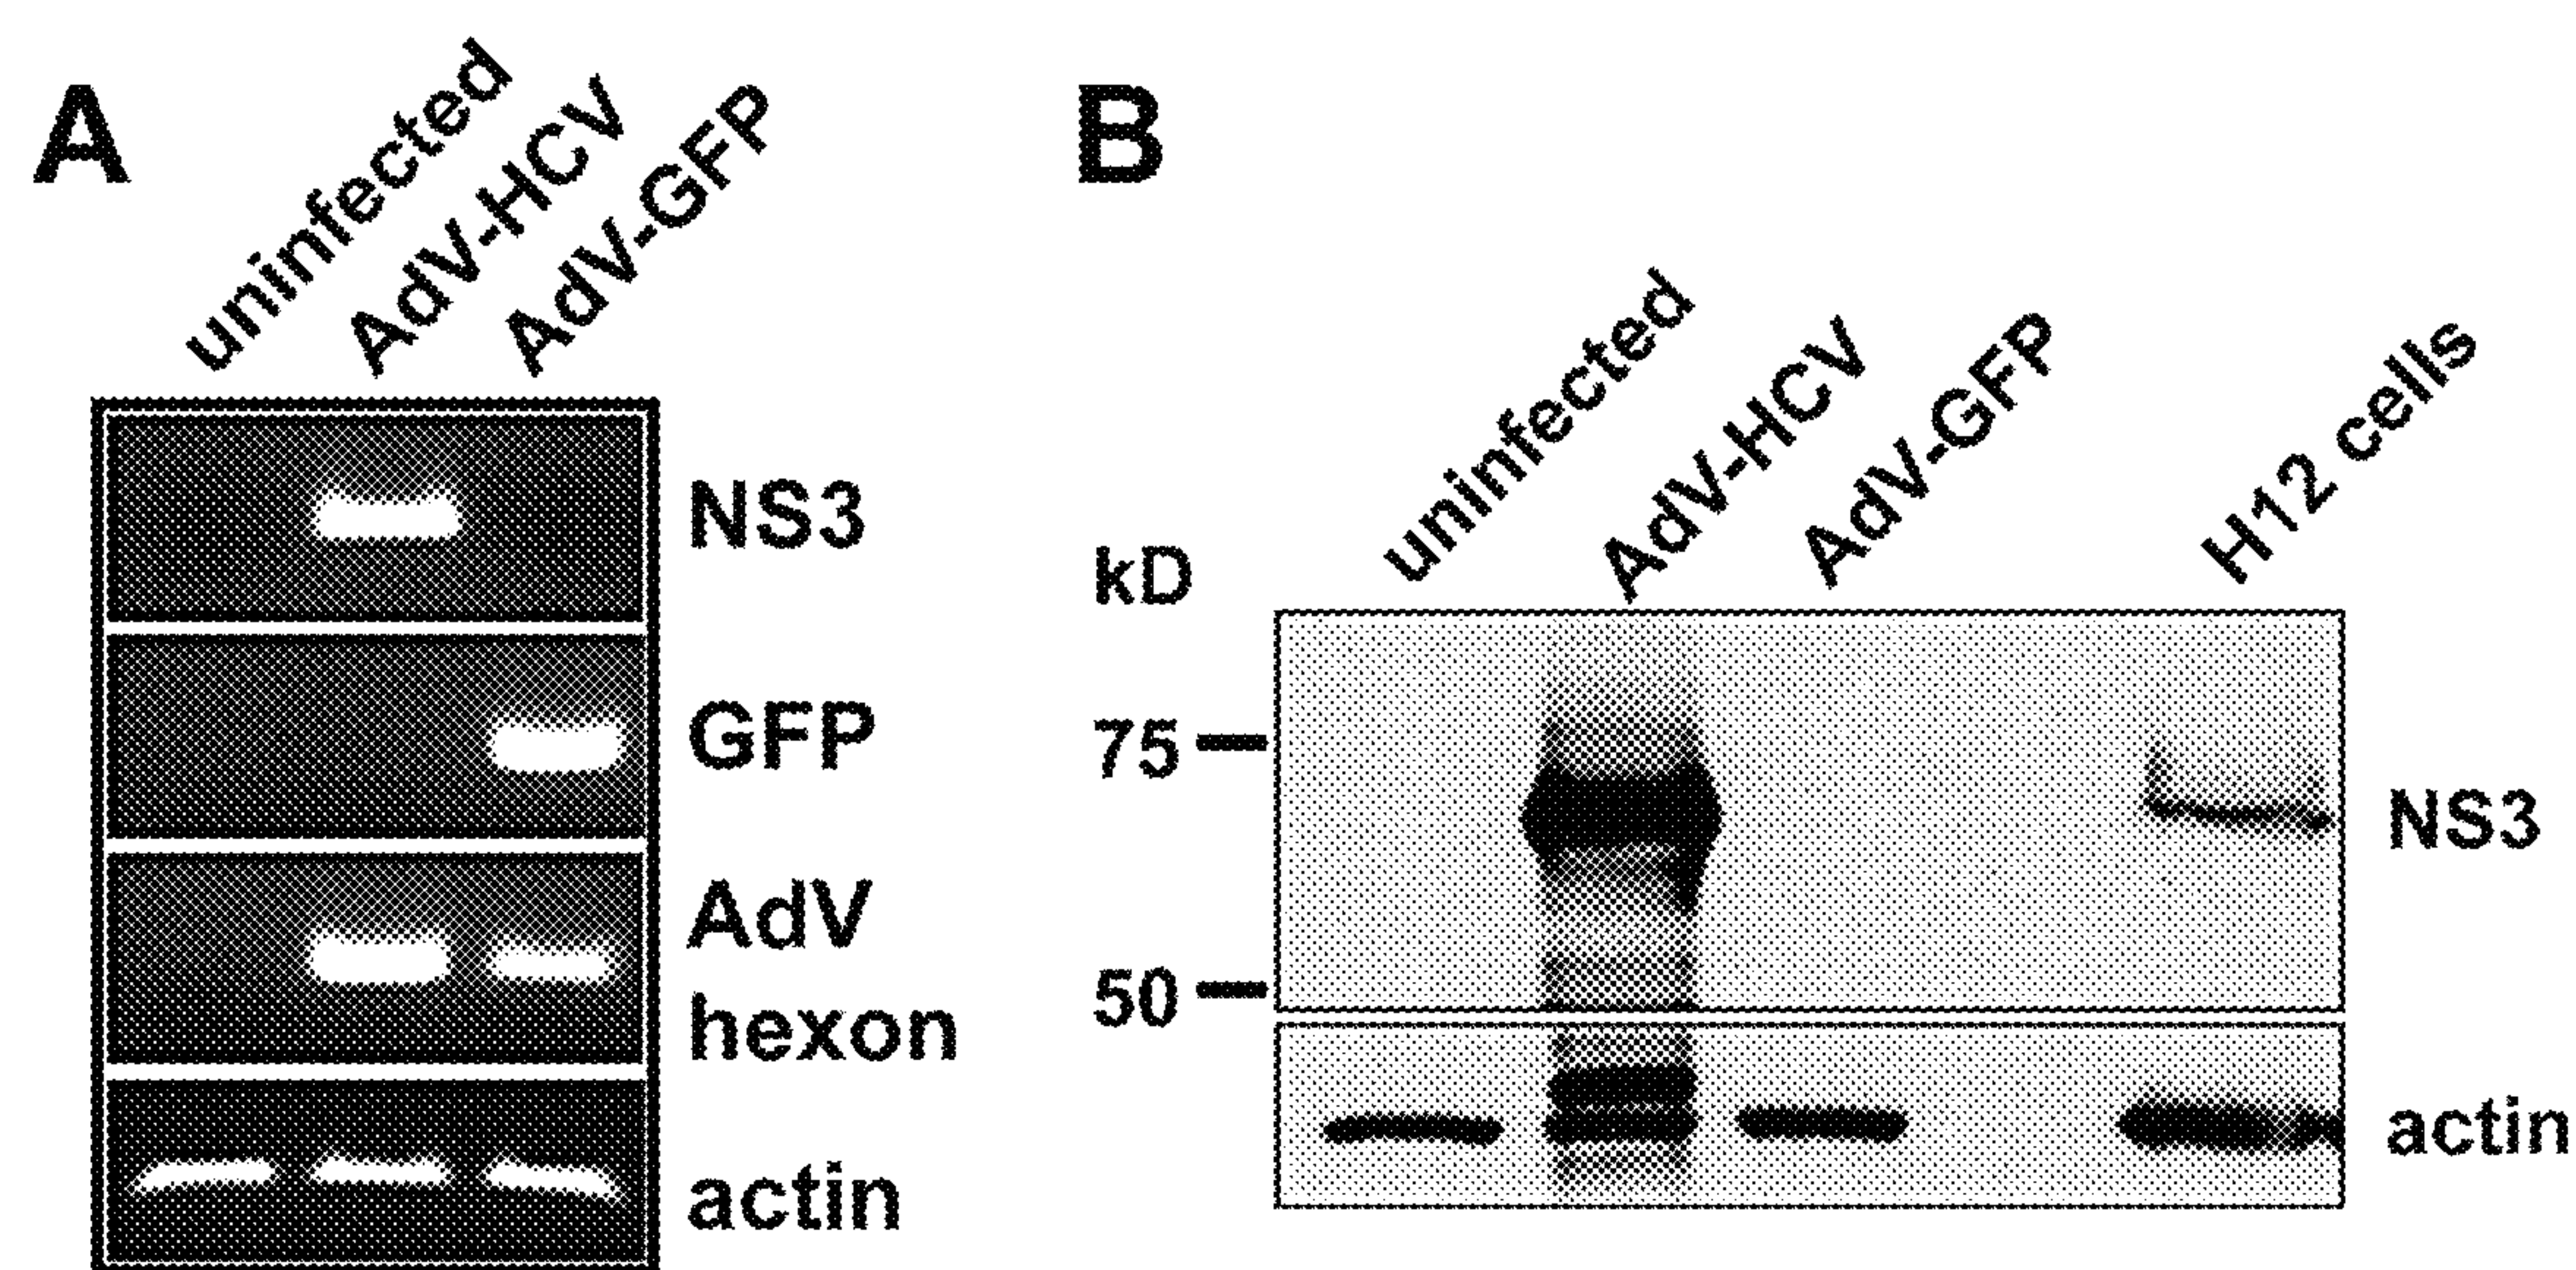 A
uninfected
AdV-HCV
AdV-GFP
NS3
GFP
AdV
hexon
actin
B
uninfected
AdV-HCV
AdV-GFP
H12 cells
kD
75
50
NS3
actin